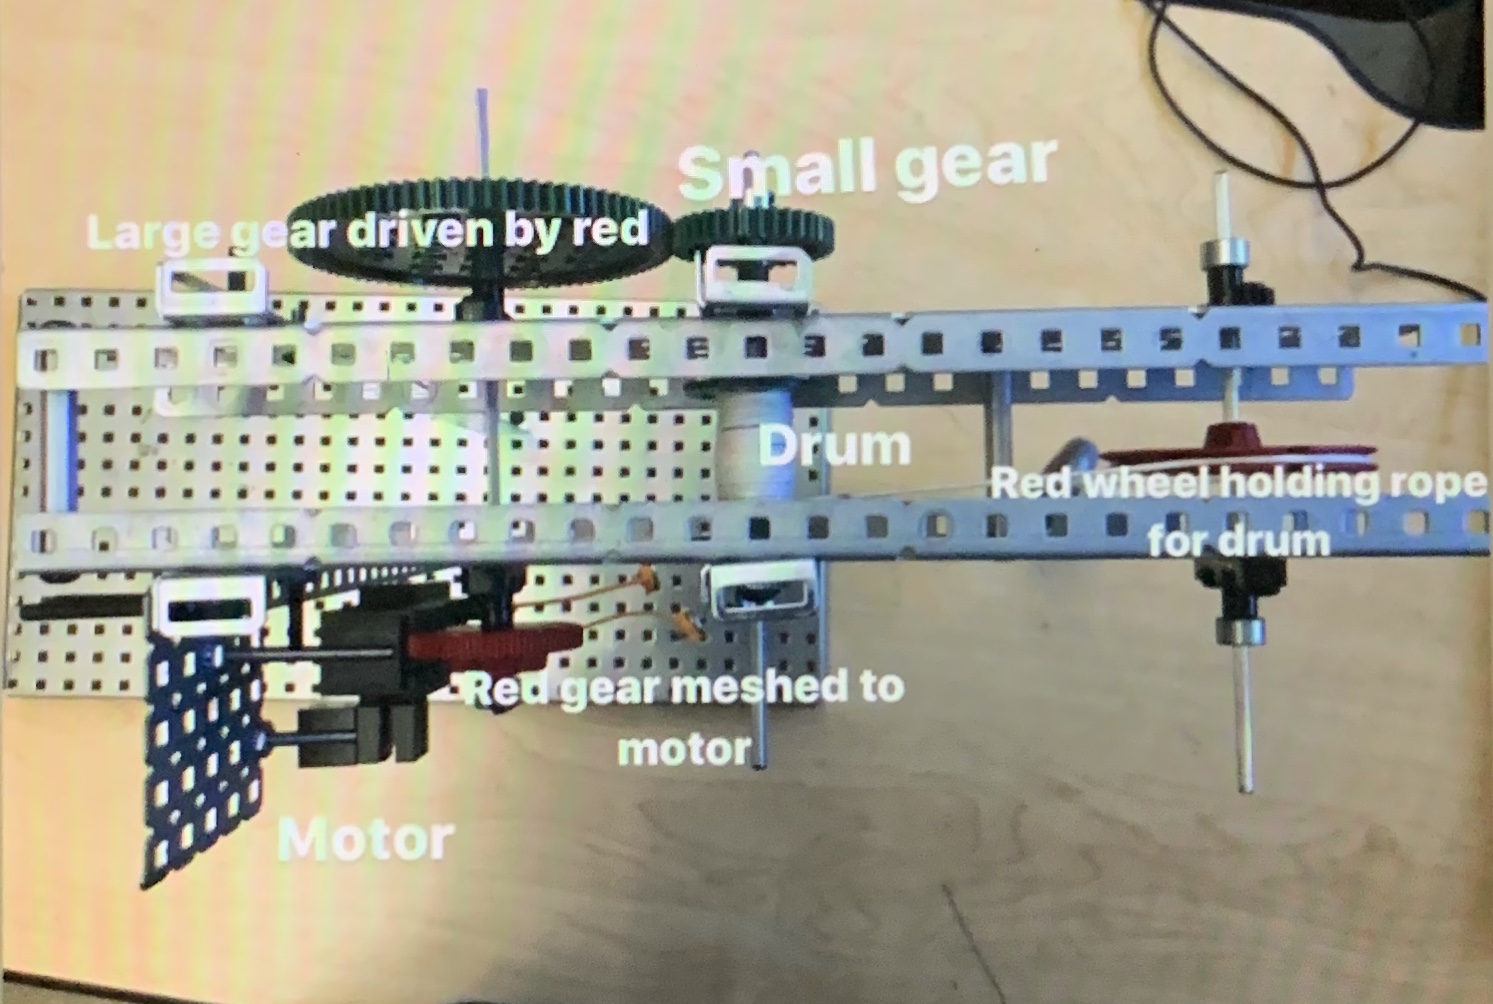 Small gear
Large gear driven by red
Drum
Red wheel holding rope
for drum
Red gear meshed to
motor
Motor